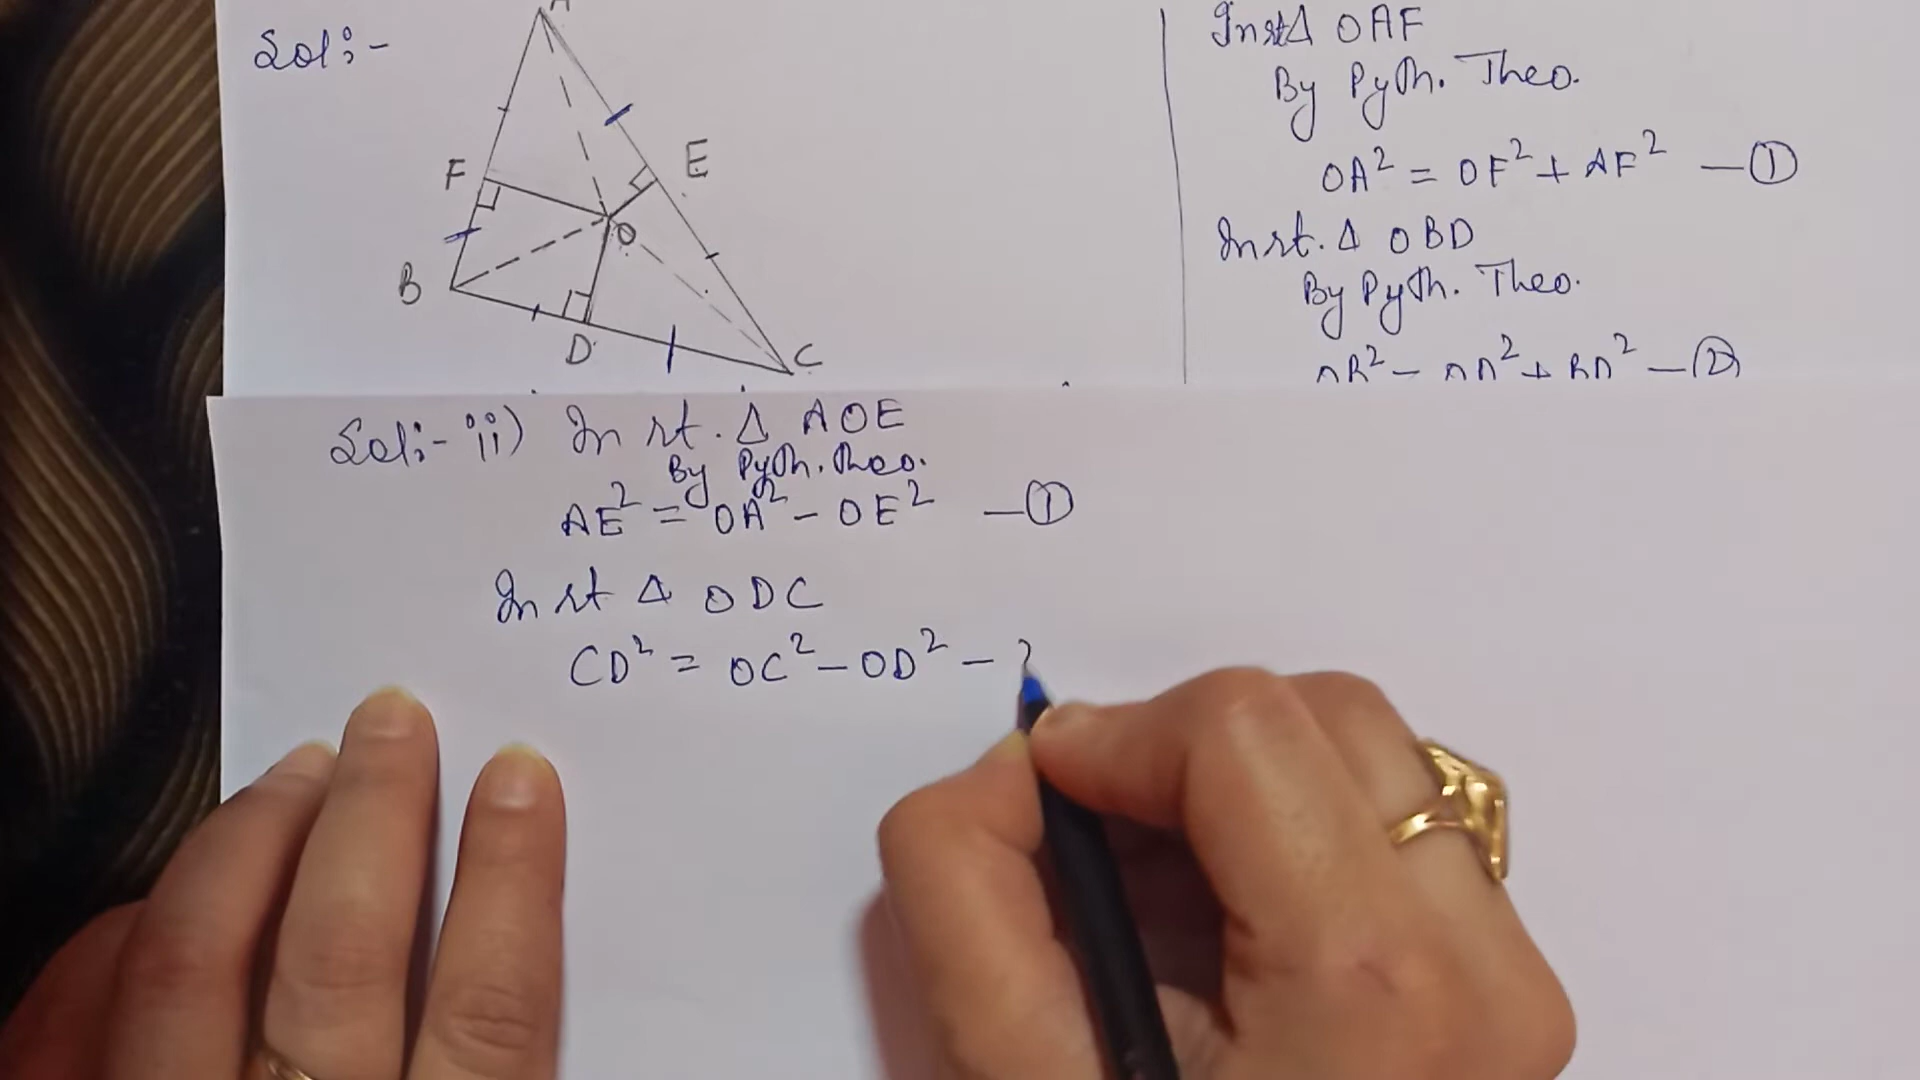 Sol:-
A
F
E
O
B
D
C
In rt Δ OAF
By Pyth. Theo.
OA² = OF² + AF² — ①
In rt. Δ OBD
By Pyth. Theo.
— ②
Sol:- ii) In rt. Δ AOE
By Pyth. Theo.
AE² = OA² - OE² — ①
In rt Δ ODC
CD² = OC² - OD² -